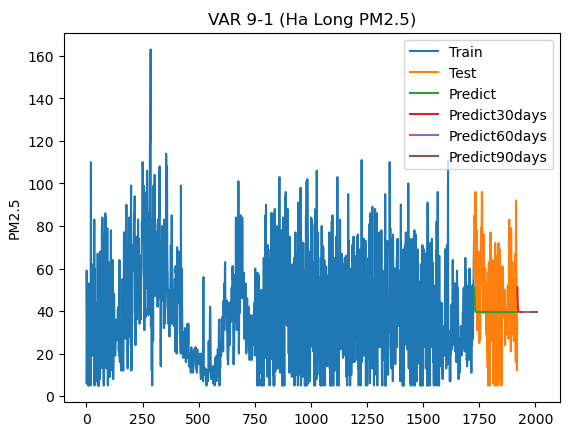 VAR 9-1 (Ha Long PM2.5)
Train
Test
Predict
Predict30days
Predict60days
Predict90days
PM2.5
160
140
120
100
80
60
40
20
0
0 250 500 750 1000 1250 1500 1750 2000